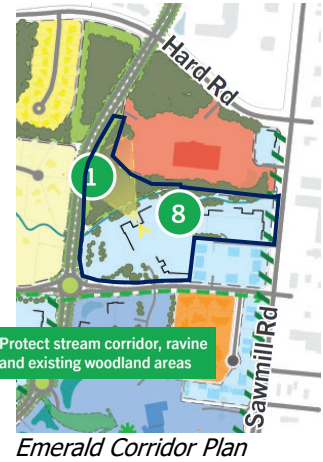 Hard Rd
1
8
Protect stream corridor, ravine
and existing woodland areas
Sawmill Rd
Emerald Corridor Plan